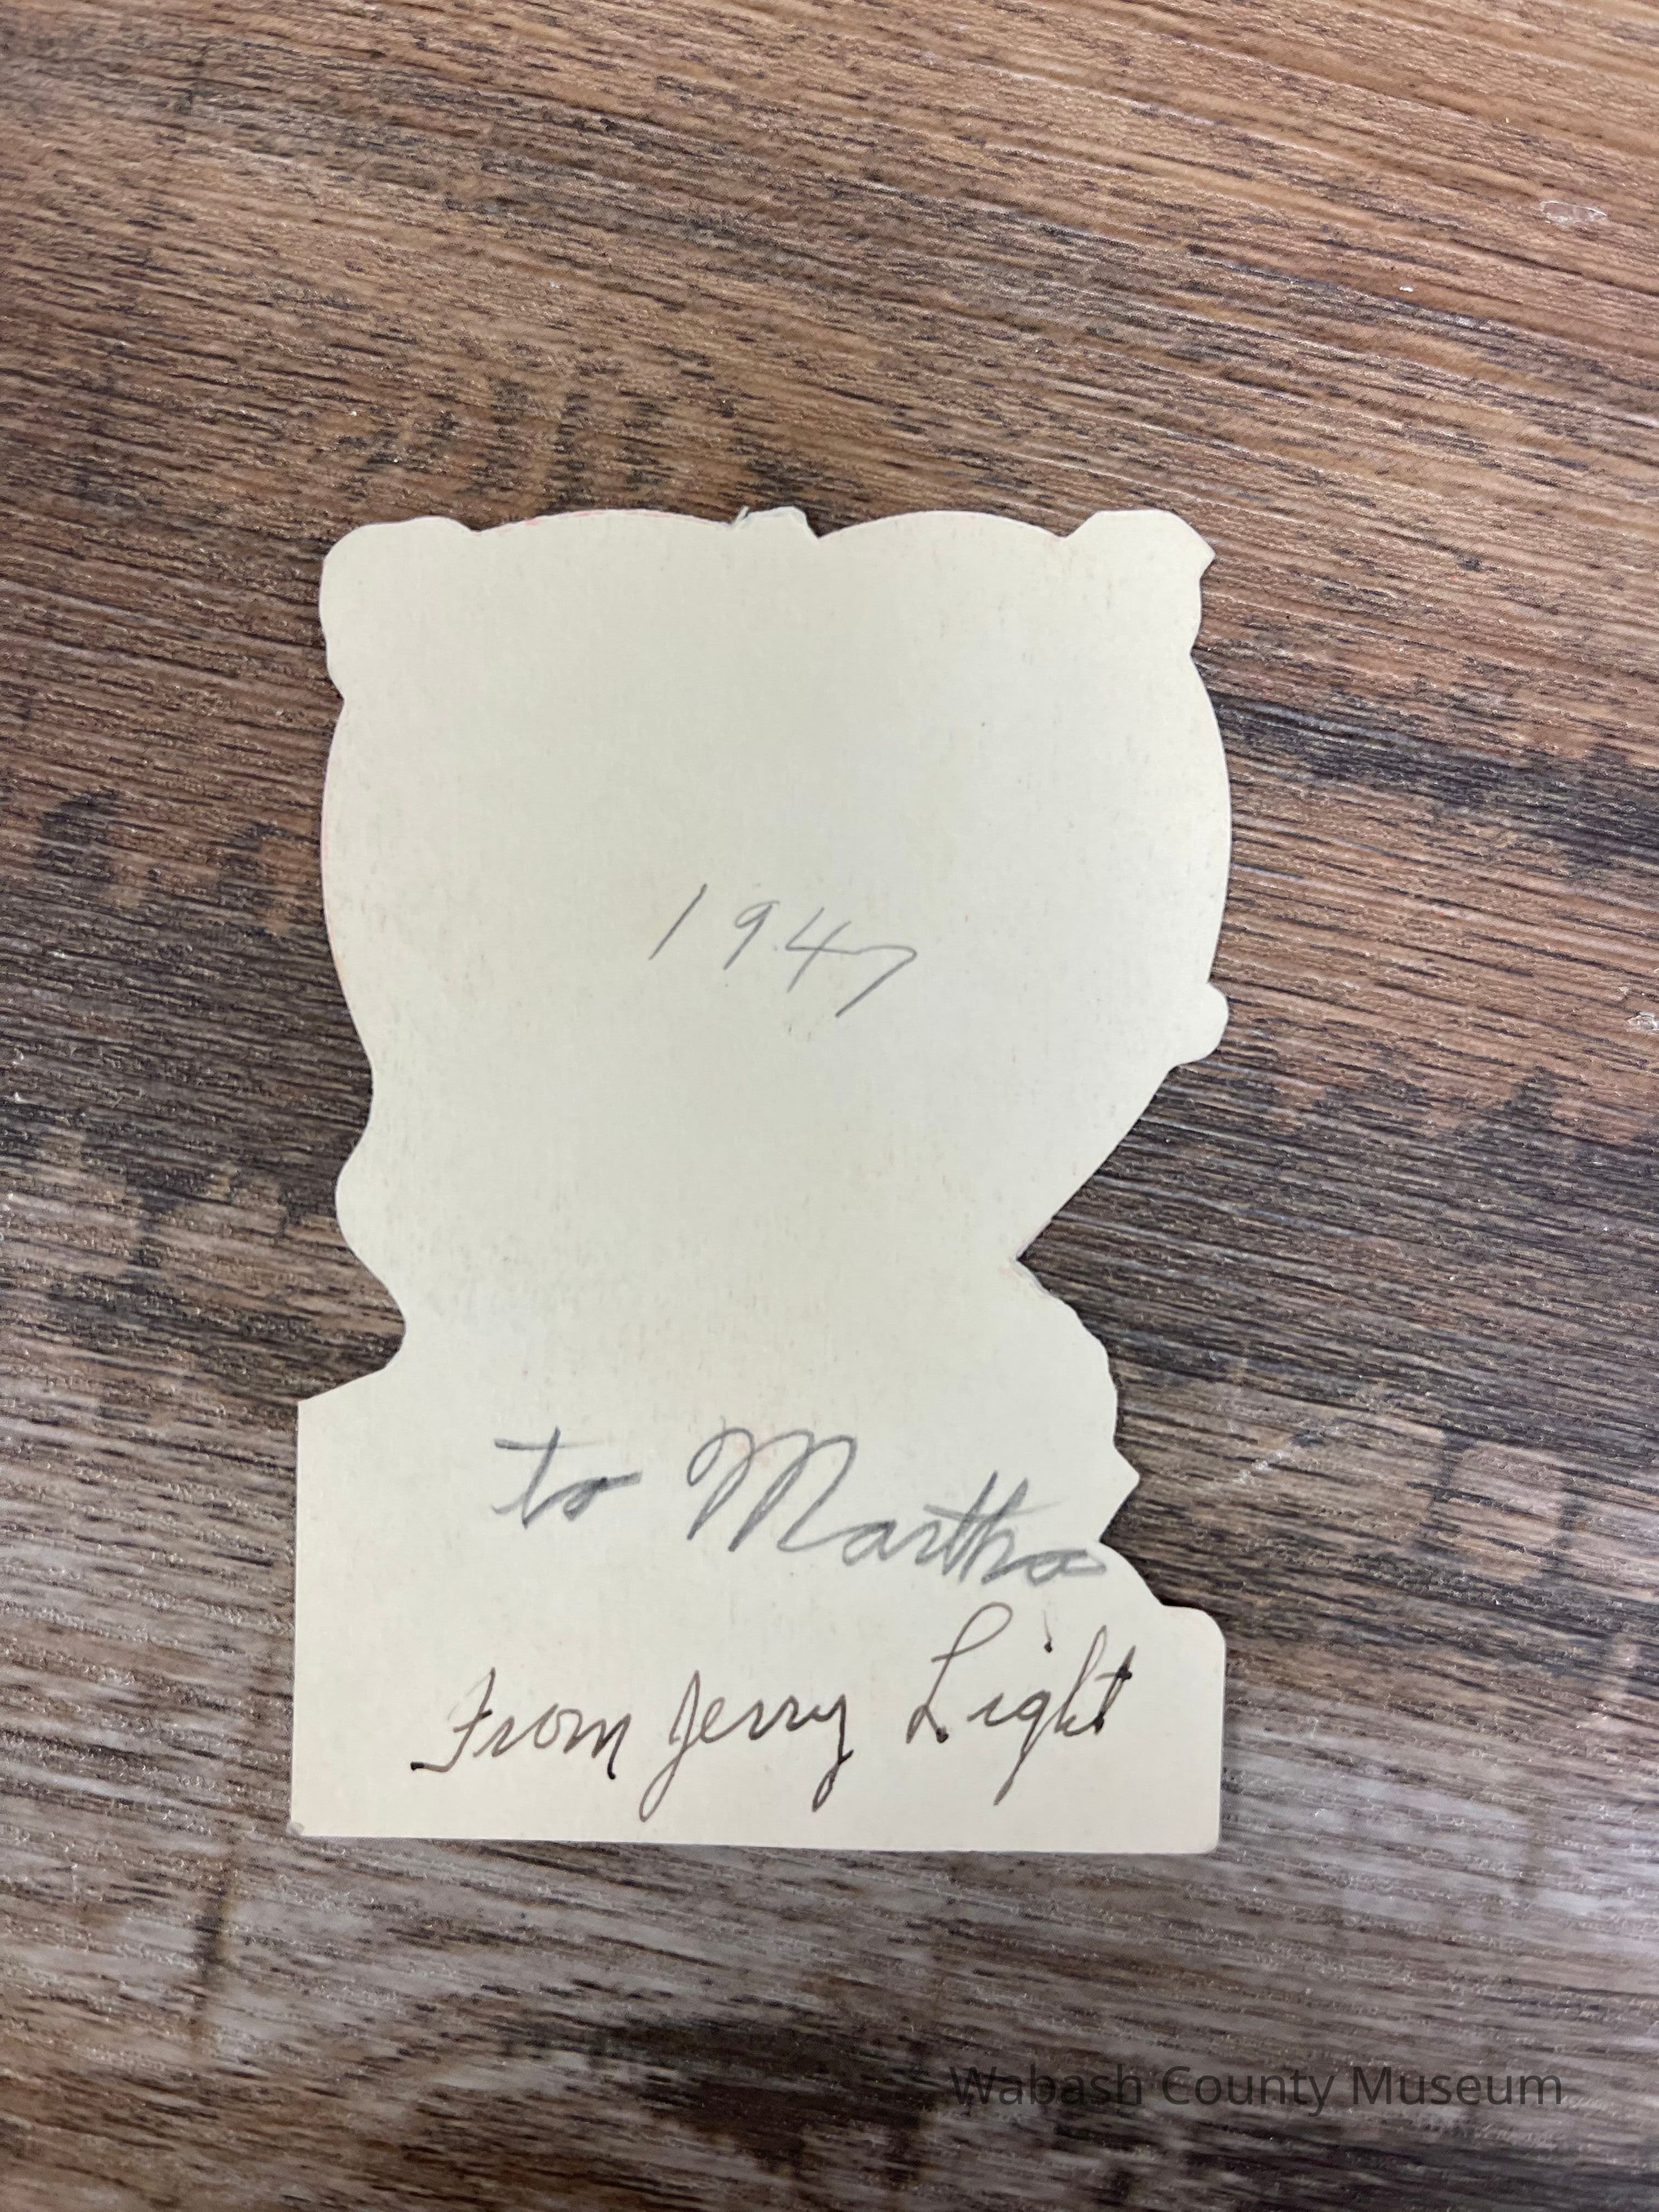 1947
to Martha
From Jerry Light
Wabash County Museum